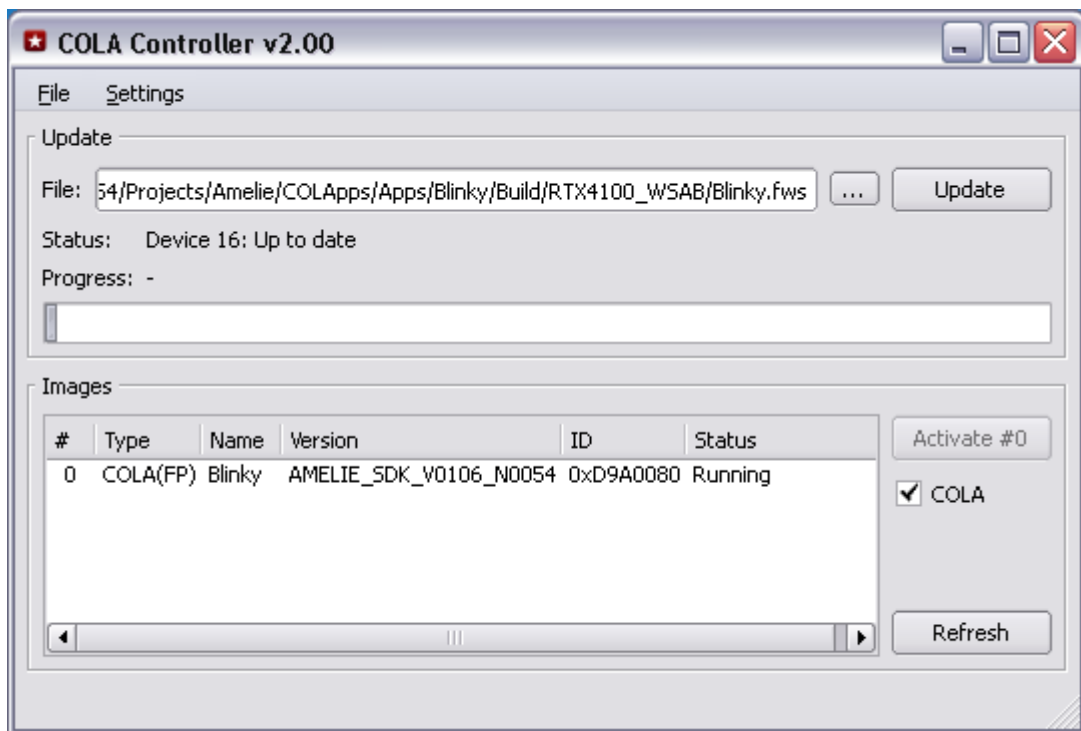 COLA Controller v2.00
File Settings
Update
File: 54/Projects/Amelie/COLApps/Apps/Blinky/Build/RTX4100_WSAB/Blinky.fws ... Update
Status: Device 16: Up to date
Progress: -
Images
# Type Name Version ID Status Activate #0
0 COLA(FP) Blinky AMELIE_SDK_V0106_N0054 0xD9A0080 Running
COLA
Refresh